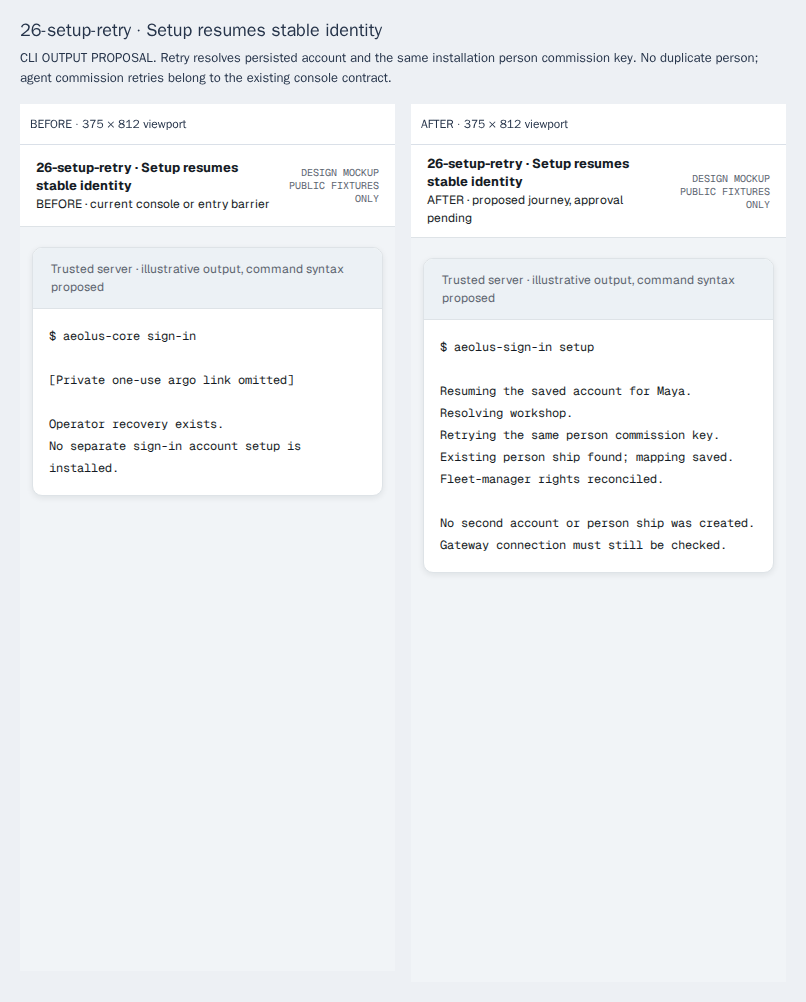 26-setup-retry · Setup resumes stable identity
CLI OUTPUT PROPOSAL. Retry resolves persisted account and the same installation person commission key. No duplicate person;
agent commission retries belong to the existing console contract.
BEFORE · 375 × 812 viewport
26-setup-retry · Setup resumes
stable identity
BEFORE · current console or entry barrier
DESIGN MOCKUP
PUBLIC FIXTURES
ONLY
Trusted server · illustrative output, command syntax
proposed
$ aeolus-core sign-in
[Private one-use argo link omitted]
Operator recovery exists.
No separate sign-in account setup is
installed.
AFTER · 375 × 812 viewport
26-setup-retry · Setup resumes
stable identity
AFTER · proposed journey, approval
pending
DESIGN MOCKUP
PUBLIC FIXTURES
ONLY
Trusted server · illustrative output, command syntax
proposed
$ aeolus-sign-in setup
Resuming the saved account for Maya.
Resolving workshop.
Retrying the same person commission key.
Existing person ship found; mapping saved.
Fleet-manager rights reconciled.
No second account or person ship was created.
Gateway connection must still be checked.